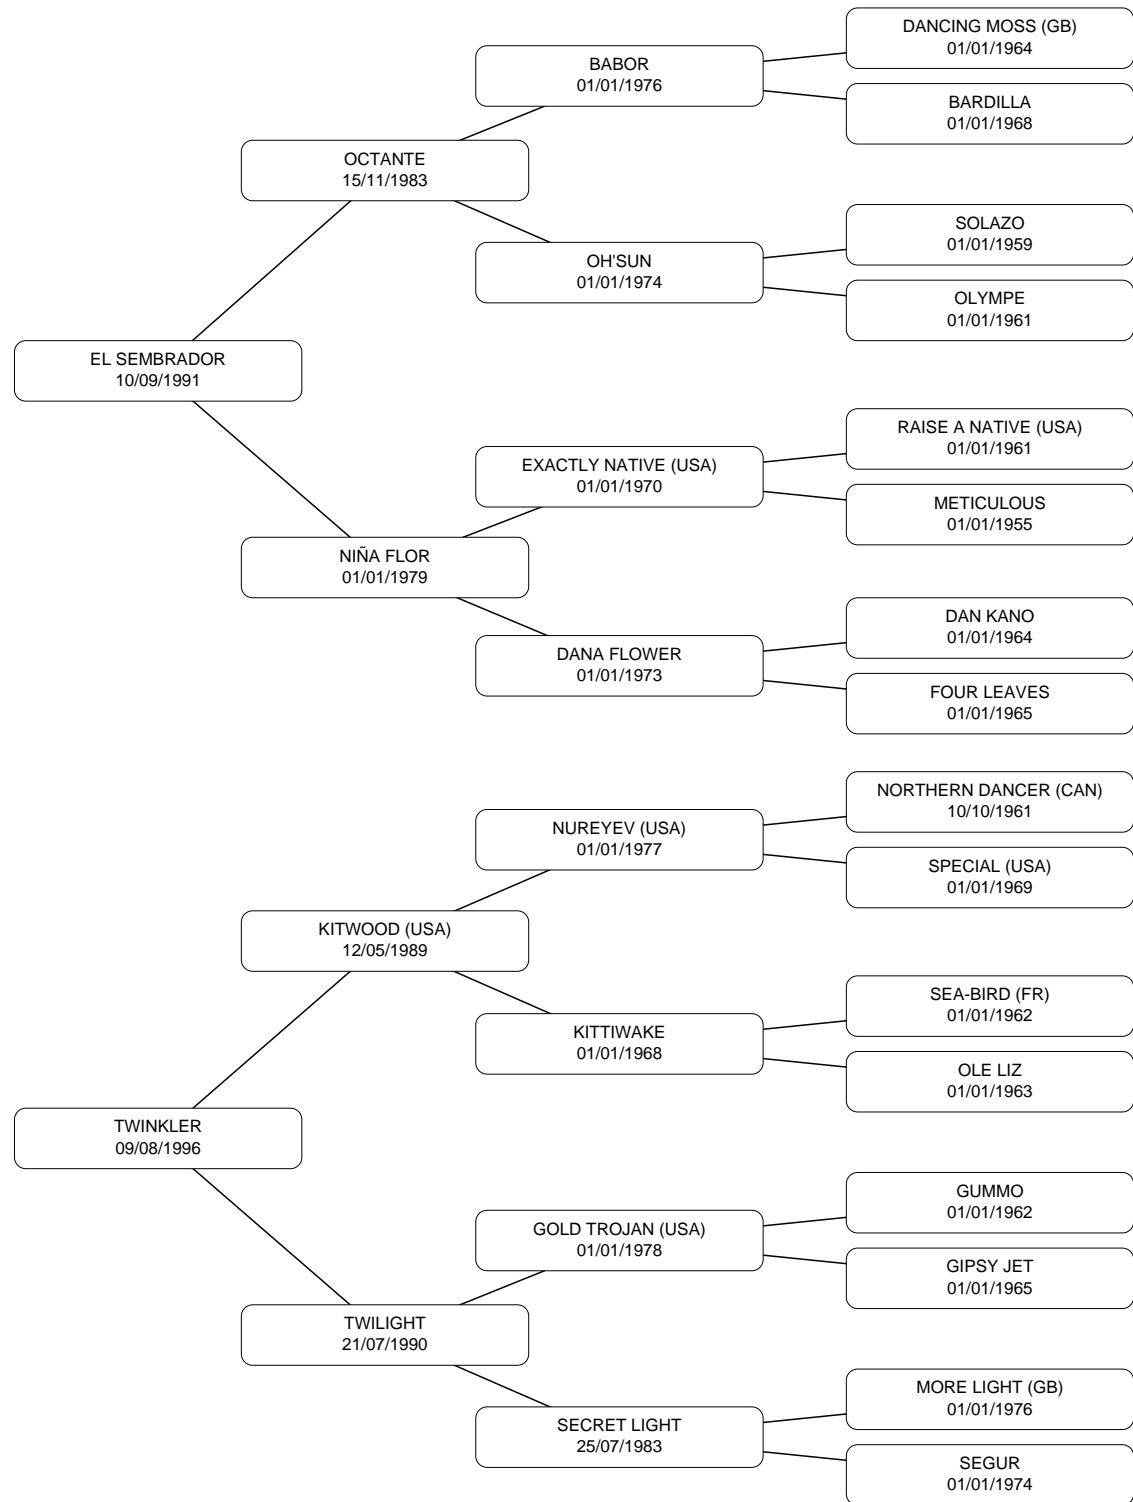 DANCING MOSS (GB)
01/01/1964
BABOR
01/01/1976
BARDILLA
01/01/1968
OCTANTE
15/11/1983
SOLAZO
01/01/1959
OH'SUN
01/01/1974
OLYMPE
01/01/1961
EL SEMBRADOR
10/09/1991
RAISE A NATIVE (USA)
01/01/1961
EXACTLY NATIVE (USA)
01/01/1970
METICULOUS
01/01/1955
NIÑA FLOR
01/01/1979
DAN KANO
01/01/1964
DANA FLOWER
01/01/1973
FOUR LEAVES
01/01/1965
NORTHERN DANCER (CAN)
10/10/1961
NUREYEV (USA)
01/01/1977
SPECIAL (USA)
01/01/1969
KITWOOD (USA)
12/05/1989
SEA-BIRD (FR)
01/01/1962
KITTIWAKE
01/01/1968
OLE LIZ
01/01/1963
TWINKLER
09/08/1996
GUMMO
01/01/1962
GOLD TROJAN (USA)
01/01/1978
GIPSY JET
01/01/1965
TWILIGHT
21/07/1990
MORE LIGHT (GB)
01/01/1976
SECRET LIGHT
25/07/1983
SEGUR
01/01/1974